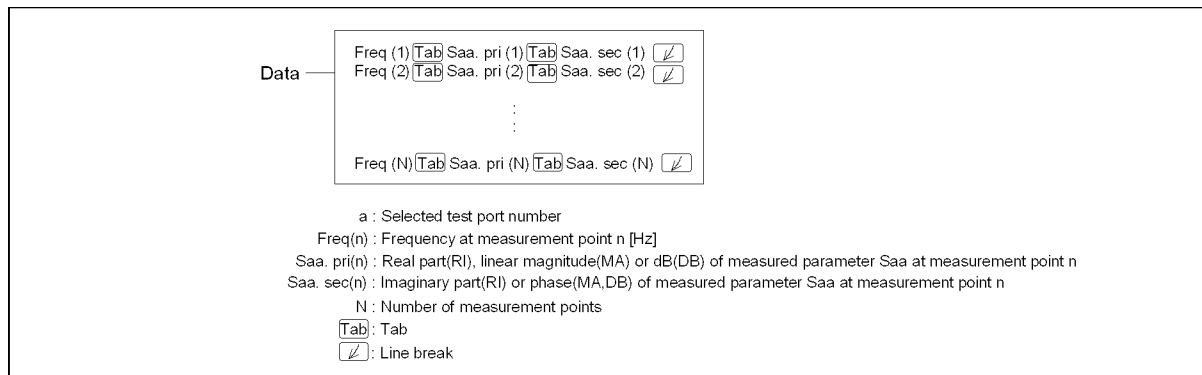 Freq (1) Tab Saa. pri (1) Tab Saa. sec (1)
Data
Freq (2) Tab Saa. pri (2) Tab Saa. sec (2)
Freq (N) Tab Saa. pri (N) Tab Saa. sec (N)
a : Selected test port number
Freq(n) : Frequency at measurement point n [Hz]
Saa. pri(n) : Real part(RI), linear magnitude(MA) or dB(DB) of measured parameter Saa at measurement point n
Saa. sec(n) : Imaginary part(RI) or phase(MA,DB) of measured parameter Saa at measurement point n
N : Number of measurement points
Tab : Tab
: Line break